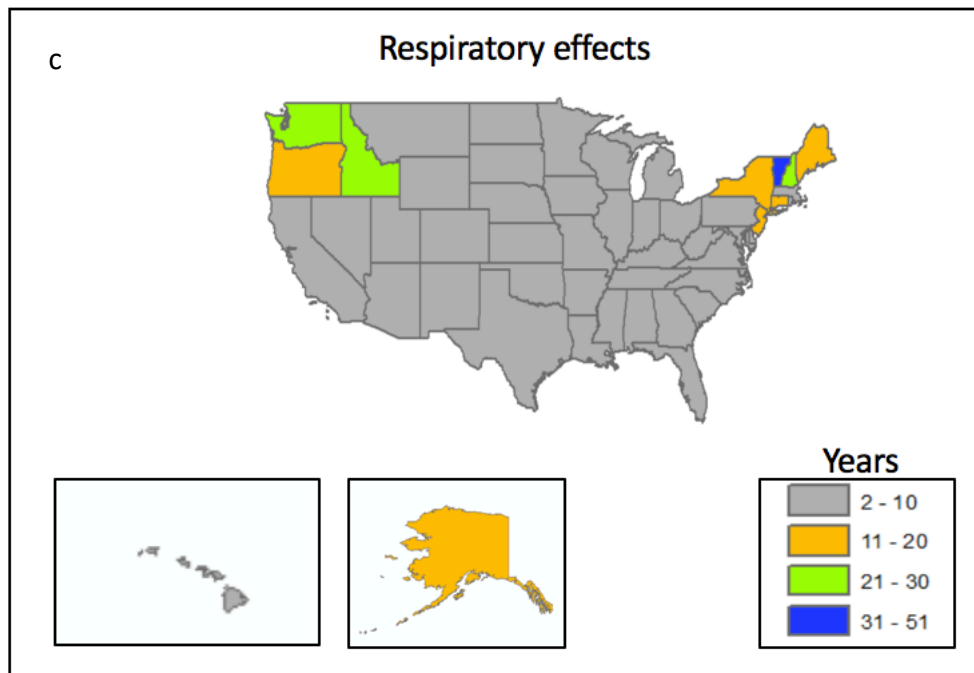 c
Respiratory effects
Years
2 - 10
11 - 20
21 - 30
31 - 51